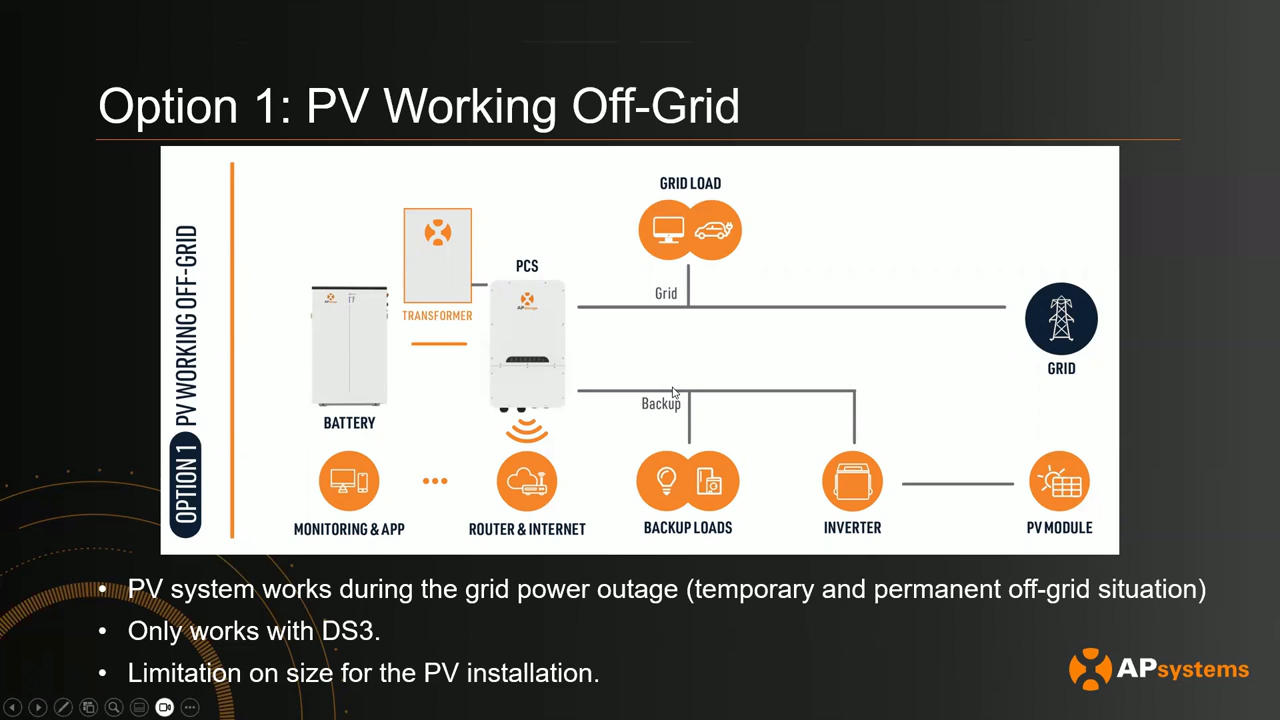 Option 1: PV Working Off-Grid
OPTION 1 PV WORKING OFF-GRID
GRID LOAD
PCS
Grid
TRANSFORMER
GRID
Backup
BATTERY
MONITORING & APP
ROUTER & INTERNET
BACKUP LOADS
INVERTER
PV MODULE
• PV system works during the grid power outage (temporary and permanent off-grid situation)
• Only works with DS3.
• Limitation on size for the PV installation.
APsystems